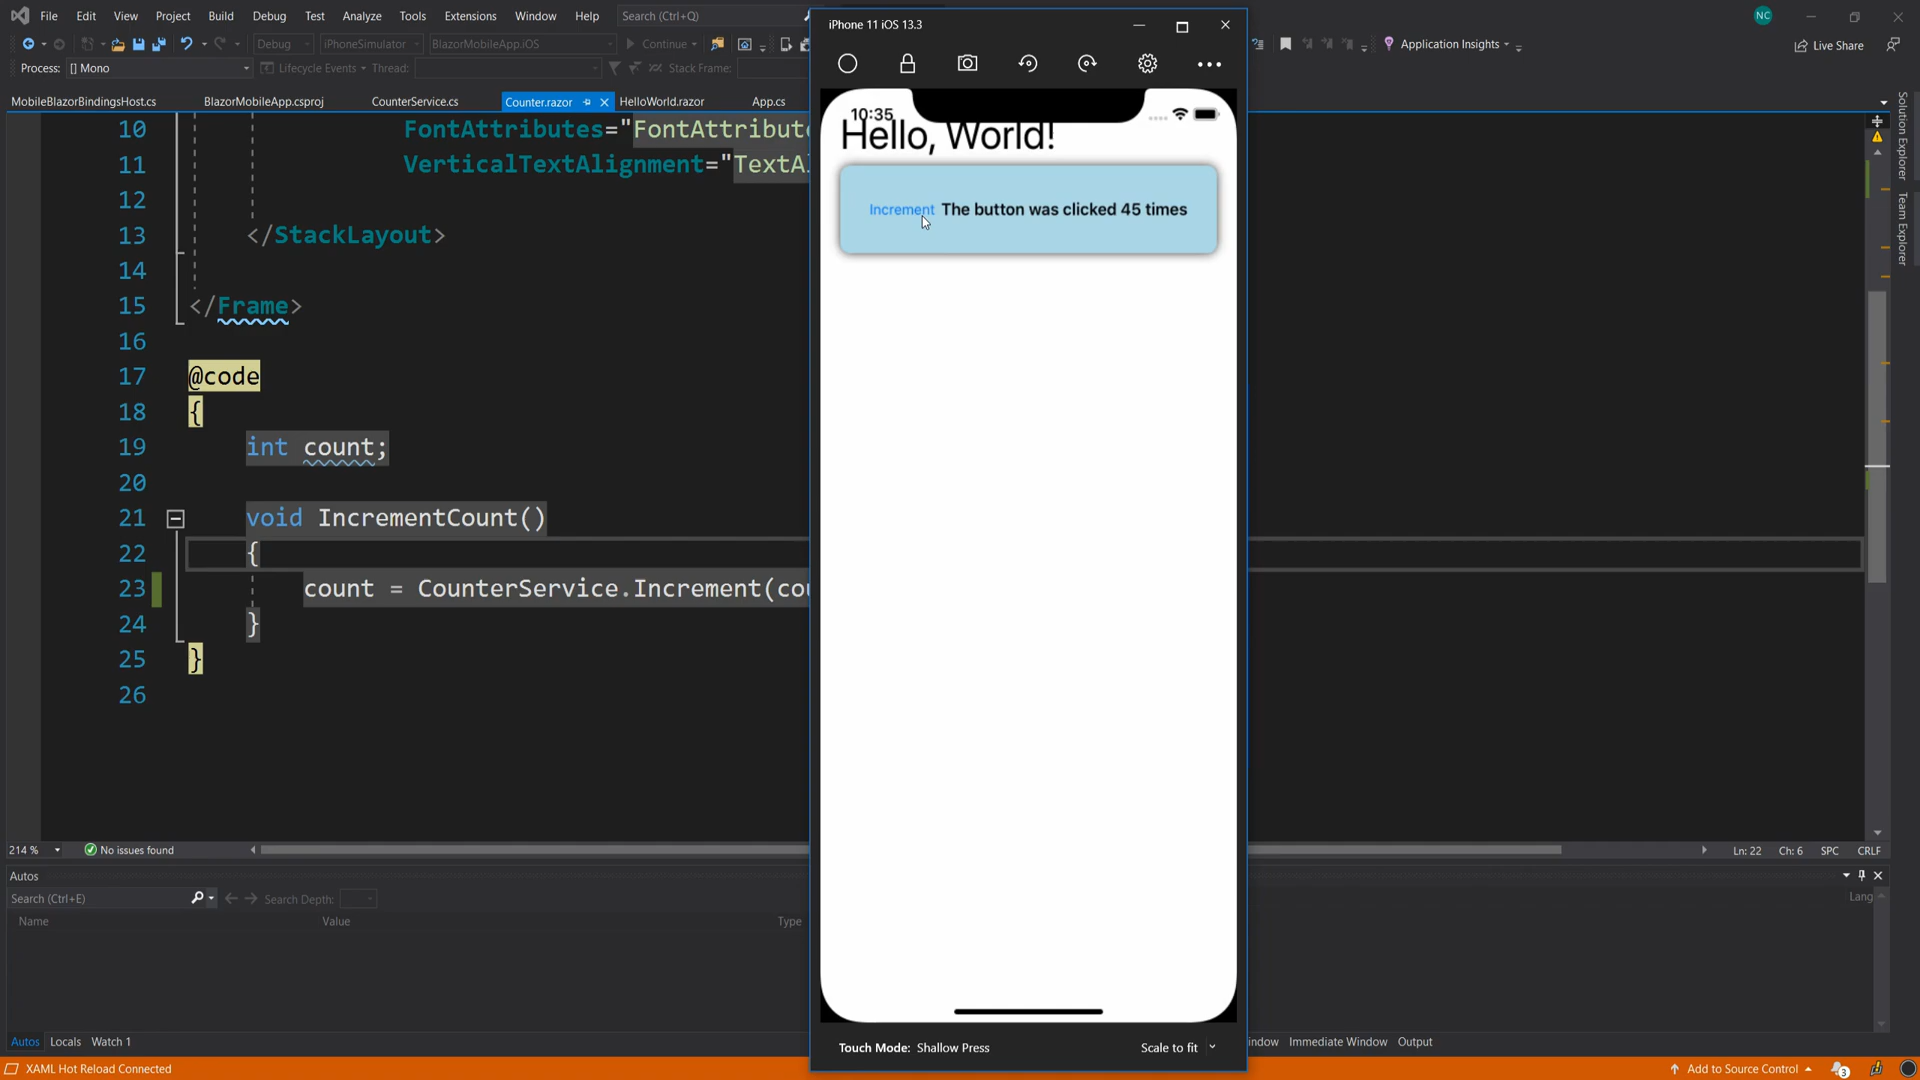 File Edit View Project Build Debug Test Analyze Tools Extensions Window Help Search (Ctrl+Q)
NC
Debug iPhoneSimulator BlazorMobileApp.iOS Continue
Application Insights
Live Share
Process: [] Mono Lifecycle Events Thread: Stack Frame:
MobileBlazorBindingsHost.cs BlazorMobileApp.csproj CounterService.cs Counter.razor HelloWorld.razor App.cs
10 FontAttributes="FontAttribut
11 VerticalTextAlignment="TextA
12
13 </StackLayout>
14
15 </Frame>
16
17 @code
18 {
19 int count;
20
21 void IncrementCount()
22 {
23 count = CounterService.Increment(cou
24 }
25 }
26
iPhone 11 iOS 13.3
10:35
Hello, World!
Increment The button was clicked 45 times
Touch Mode: Shallow Press
Scale to fit
Solution Explorer
Team Explorer
214 % No issues found
Ln: 22 Ch: 6 SPC CRLF
Autos
Search (Ctrl+E) Search Depth:
Lang
Name Value Type
Autos Locals Watch 1
indow Immediate Window Output
XAML Hot Reload Connected
Add to Source Control
3